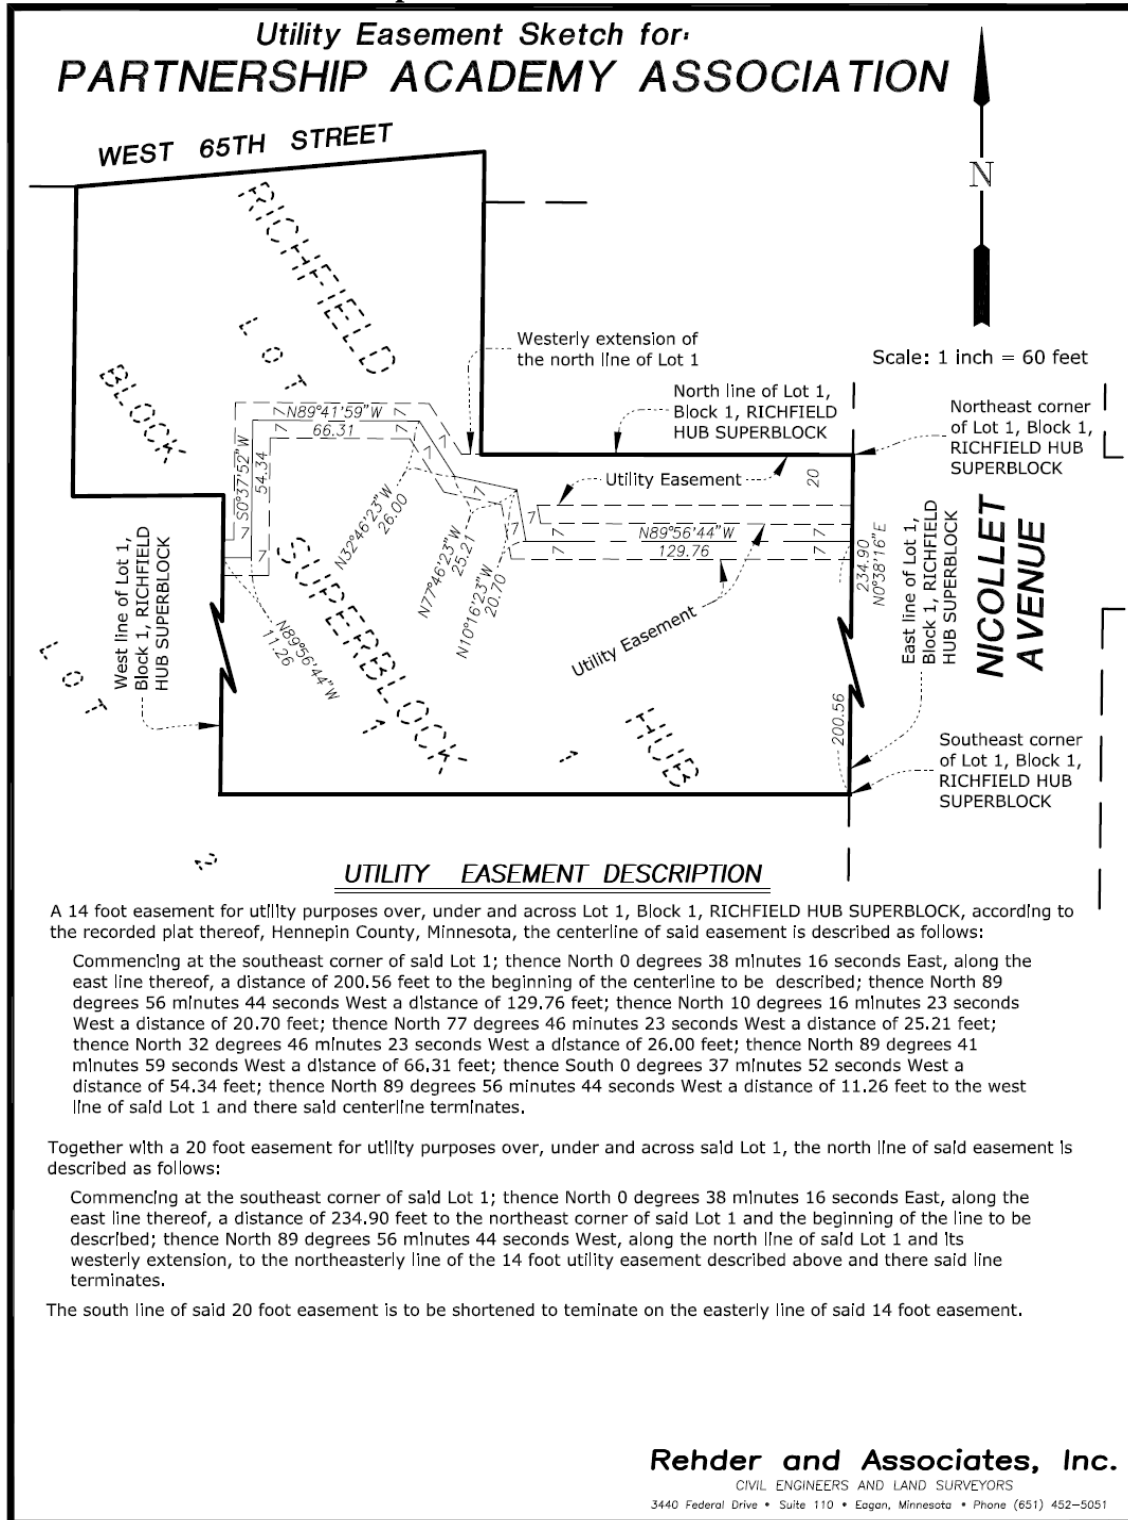 Utility Easement Sketch for:
PARTNERSHIP ACADEMY ASSOCIATION
WEST 65TH STREET
N
RICHFIELD
LOT
BLOCK
Westerly extension of
the north line of Lot 1
Scale: 1 inch = 60 feet
North line of Lot 1,
Block 1, RICHFIELD
HUB SUPERBLOCK
Northeast corner
of Lot 1, Block 1,
RICHFIELD HUB
SUPERBLOCK
7 N89°41'59"W 7
7 66.31 7
S0°37'52"W
54.34
7
7
7
7
7
Utility Easement
20
N32°46'23"W
26.00
N77°46'23"W
25.21
N10°16'23"W
20.70
7
7
7
7 N89°56'44"W 7
7 129.76 7
234.90
N0°38'16"E
East line of Lot 1,
Block 1, RICHFIELD
HUB SUPERBLOCK
NICOLLET
AVENUE
West line of Lot 1,
Block 1, RICHFIELD
HUB SUPERBLOCK
N89°56'44"W
11.26
SUPERBLOCK
LOT
1
1
HUB
Utility Easement
200.56
Southeast corner
of Lot 1, Block 1,
RICHFIELD HUB
SUPERBLOCK
2
UTILITY EASEMENT DESCRIPTION
A 14 foot easement for utility purposes over, under and across Lot 1, Block 1, RICHFIELD HUB SUPERBLOCK, according to
the recorded plat thereof, Hennepin County, Minnesota, the centerline of said easement is described as follows:
Commencing at the southeast corner of said Lot 1; thence North 0 degrees 38 minutes 16 seconds East, along the
east line thereof, a distance of 200.56 feet to the beginning of the centerline to be described; thence North 89
degrees 56 minutes 44 seconds West a distance of 129.76 feet; thence North 10 degrees 16 minutes 23 seconds
West a distance of 20.70 feet; thence North 77 degrees 46 minutes 23 seconds West a distance of 25.21 feet;
thence North 32 degrees 46 minutes 23 seconds West a distance of 26.00 feet; thence North 89 degrees 41
minutes 59 seconds West a distance of 66.31 feet; thence South 0 degrees 37 minutes 52 seconds West a
distance of 54.34 feet; thence North 89 degrees 56 minutes 44 seconds West a distance of 11.26 feet to the west
line of said Lot 1 and there said centerline terminates.
Together with a 20 foot easement for utility purposes over, under and across said Lot 1, the north line of said easement is
described as follows:
Commencing at the southeast corner of said Lot 1; thence North 0 degrees 38 minutes 16 seconds East, along the
east line thereof, a distance of 234.90 feet to the northeast corner of said Lot 1 and the beginning of the line to be
described; thence North 89 degrees 56 minutes 44 seconds West, along the north line of said Lot 1 and its
westerly extension, to the northeasterly line of the 14 foot utility easement described above and there said line
terminates.
The south line of said 20 foot easement is to be shortened to teminate on the easterly line of said 14 foot easement.
Rehder and Associates, Inc.
CIVIL ENGINEERS AND LAND SURVEYORS
3440 Federal Drive • Suite 110 • Eagan, Minnesota • Phone (651) 452-5051